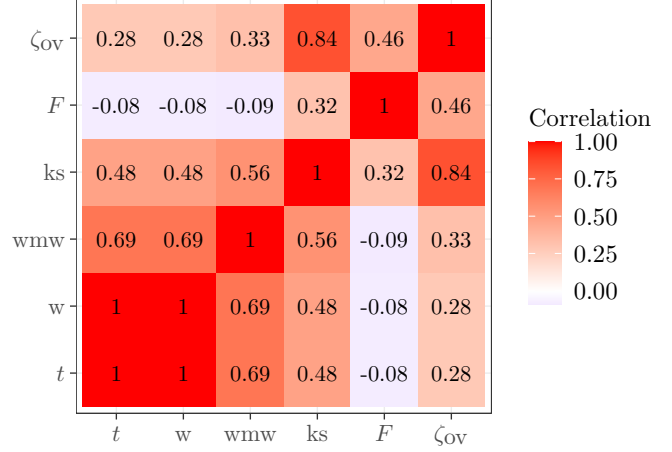 ζOV 0.28 0.28 0.33 0.84 0.46 1
F -0.08 -0.08 -0.09 0.32 1 0.46
ks 0.48 0.48 0.56 1 0.32 0.84
wmw 0.69 0.69 1 0.56 -0.09 0.33
w 1 1 0.69 0.48 -0.08 0.28
t 1 1 0.69 0.48 -0.08 0.28
t w wmw ks F ζOV
Correlation
1.00
0.75
0.50
0.25
0.00